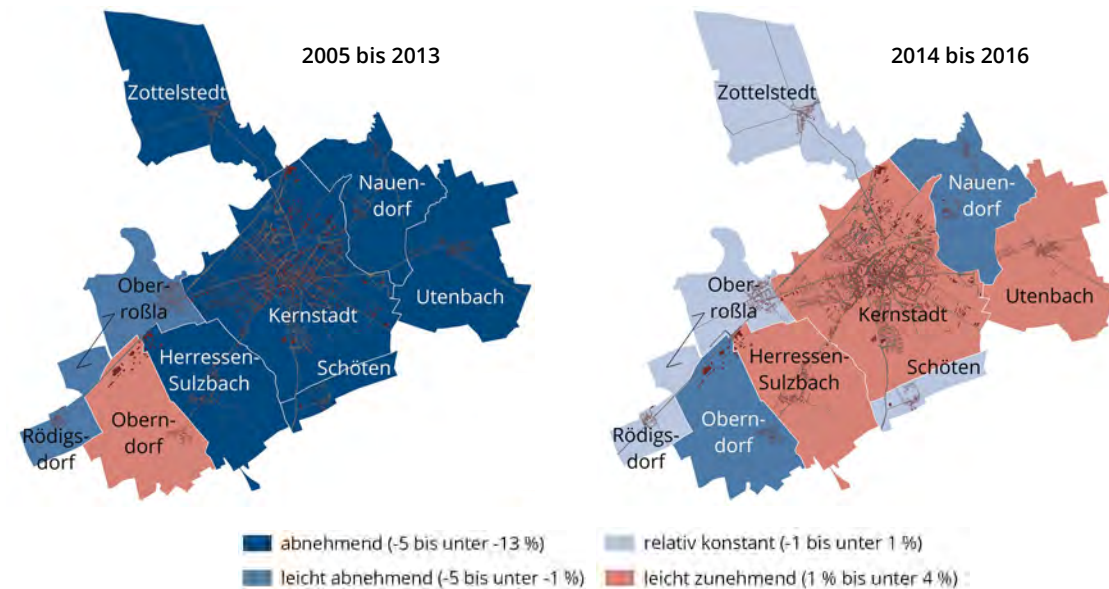 2005 bis 2013
Zottelstedt
Nauen-
dorf
Utenbach
Ober-
roßla
Kernstadt
Herressen-
Sulzbach
Schöten
Obern-
dorf
Rödigs-
dorf
2014 bis 2016
Zottelstedt
Nauen-
dorf
Utenbach
Ober-
roßla
Kernstadt
Herressen-
Sulzbach
Schöten
Obern-
dorf
Rödigs-
dorf
abnehmend (-5 bis unter -13 %)
leicht abnehmend (-5 bis unter -1 %)
relativ konstant (-1 bis unter 1 %)
leicht zunehmend (1 % bis unter 4 %)